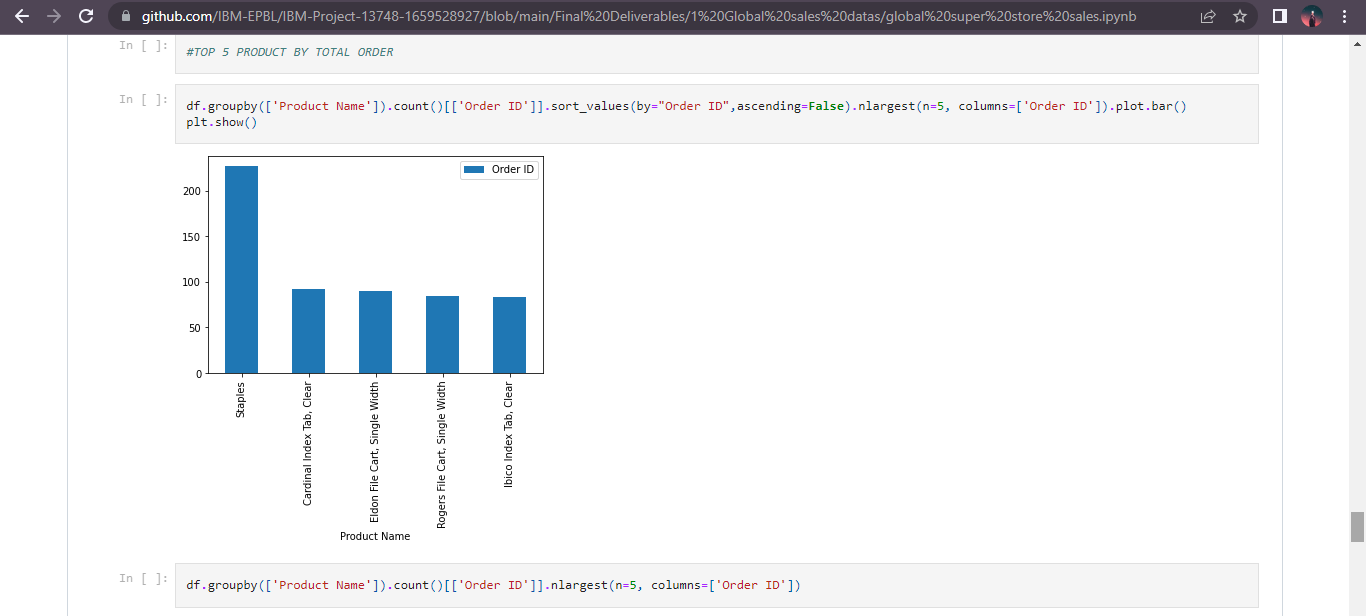 github.com/IBM-EPBL/IBM-Project-13748-1659528927/blob/main/Final%20Deliverables/1%20Global%20sales%20datas/global%20super%20store%20sales.ipynb
In [ ]:
#TOP 5 PRODUCT BY TOTAL ORDER
In [ ]:
df.groupby(['Product Name']).count()[['Order ID']].sort_values(by="Order ID",ascending=False).nlargest(n=5, columns=['Order ID']).plot.bar()
plt.show()
Order ID
200
150
100
50
0
Staples
Cardinal Index Tab, Clear
Eldon File Cart, Single Width
Rogers File Cart, Single Width
Ibico Index Tab, Clear
Product Name
In [ ]:
df.groupby(['Product Name']).count()[['Order ID']].nlargest(n=5, columns=['Order ID'])